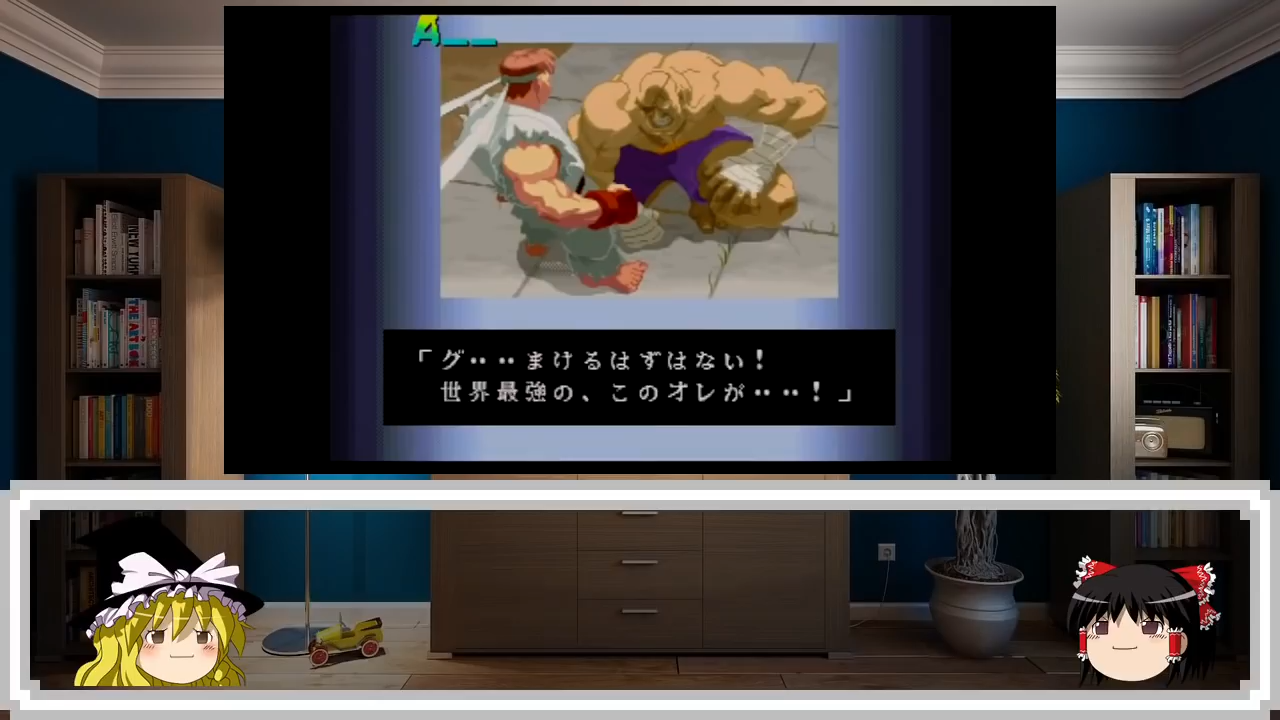 A__
「グ‥‥まけるはずはない！
世界最強の、このオレが‥‥！」